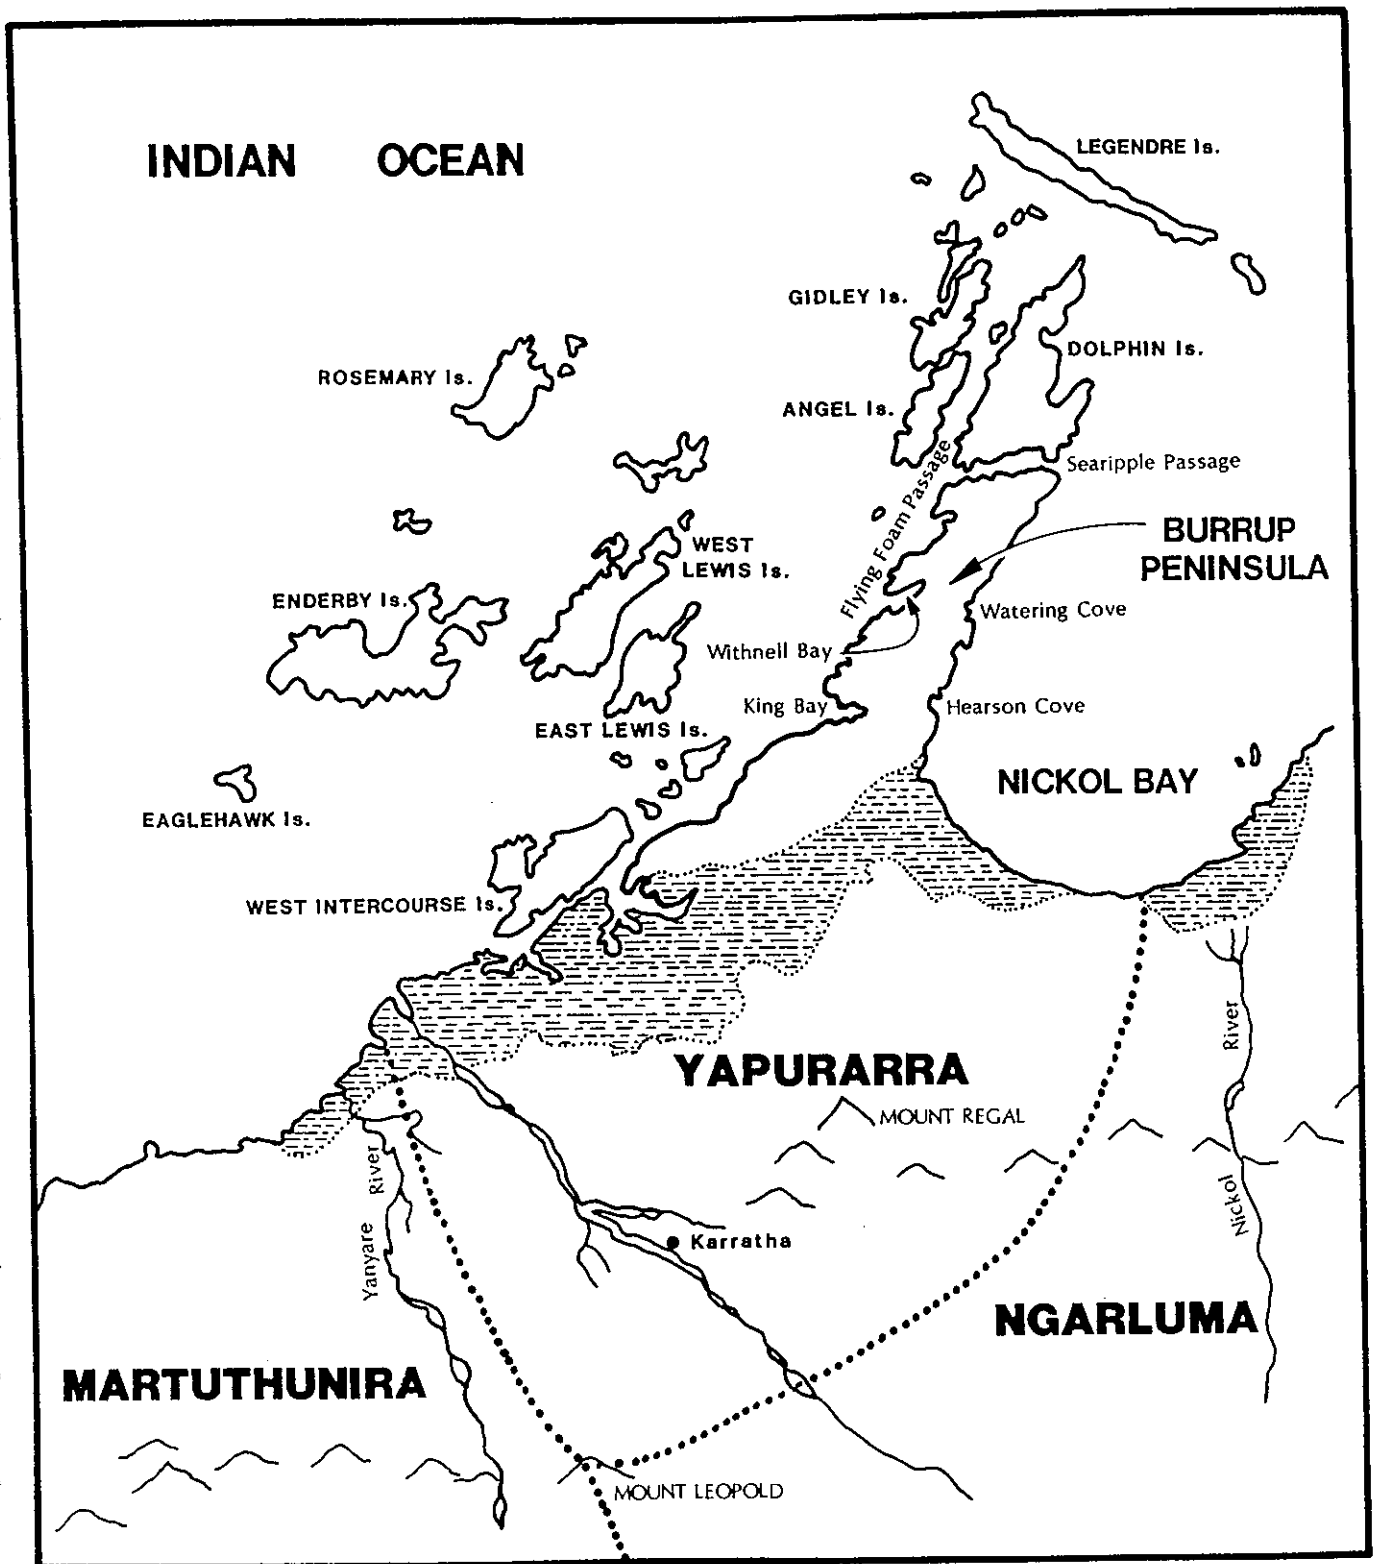 INDIAN OCEAN
LEGENDRE Is.
GIDLEY Is.
DOLPHIN Is.
ROSEMARY Is.
ANGEL Is.
Searipple Passage
Flying Foam Passage
BURRUP
PENINSULA
WEST
LEWIS Is.
ENDERBY Is.
Watering Cove
Withnell Bay
King Bay
Hearson Cove
EAST LEWIS Is.
NICKOL BAY
EAGLEHAWK Is.
WEST INTERCOURSE Is.
YAPURARRA
MOUNT REGAL
Nickol River
Yanyare River
Karratha
NGARLUMA
MARTUTHUNIRA
MOUNT LEOPOLD